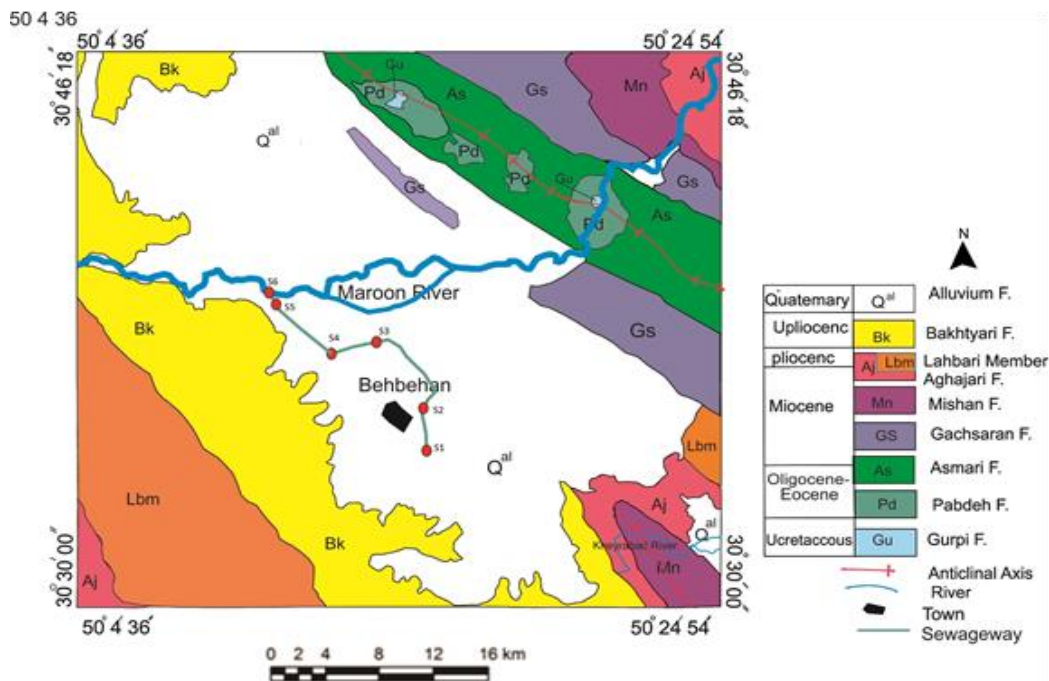 50 4 36
50° 4´ 36˝ 50° 24´ 54˝
30° 46´ 18˝
30° 46´ 18˝
Bk
Gu
Pd
As
Gs
Mn
Aj
Q al
Pd
Gs
Gu
Pd
Gs
As
Pd
Maroon River
S6
S5
S4
S3
Bk
Gs
Behbehan
S2
S1
Q al
Lbm
Lbm
Aj
Q al
Bk
Mn
Aj
30° 30´ 00˝
30° 30´ 00˝
50° 4´ 36˝ 50° 24´ 54˝
0 2 4 8 12 16 km
N
Quatemary Q al Alluvium F.
Upliocenc Bk Bakhtyari F.
pliocenc Aj Lbm Lahbari Member
Aghajari F.
Miocene Mn Mishan F.
GS Gachsaran F.
Oligocene-
Eocene
As Asmari F.
Pd Pabdeh F.
Ucretaccous Gu Gurpi F.
Anticlinal Axis
River
Town
Sewageway